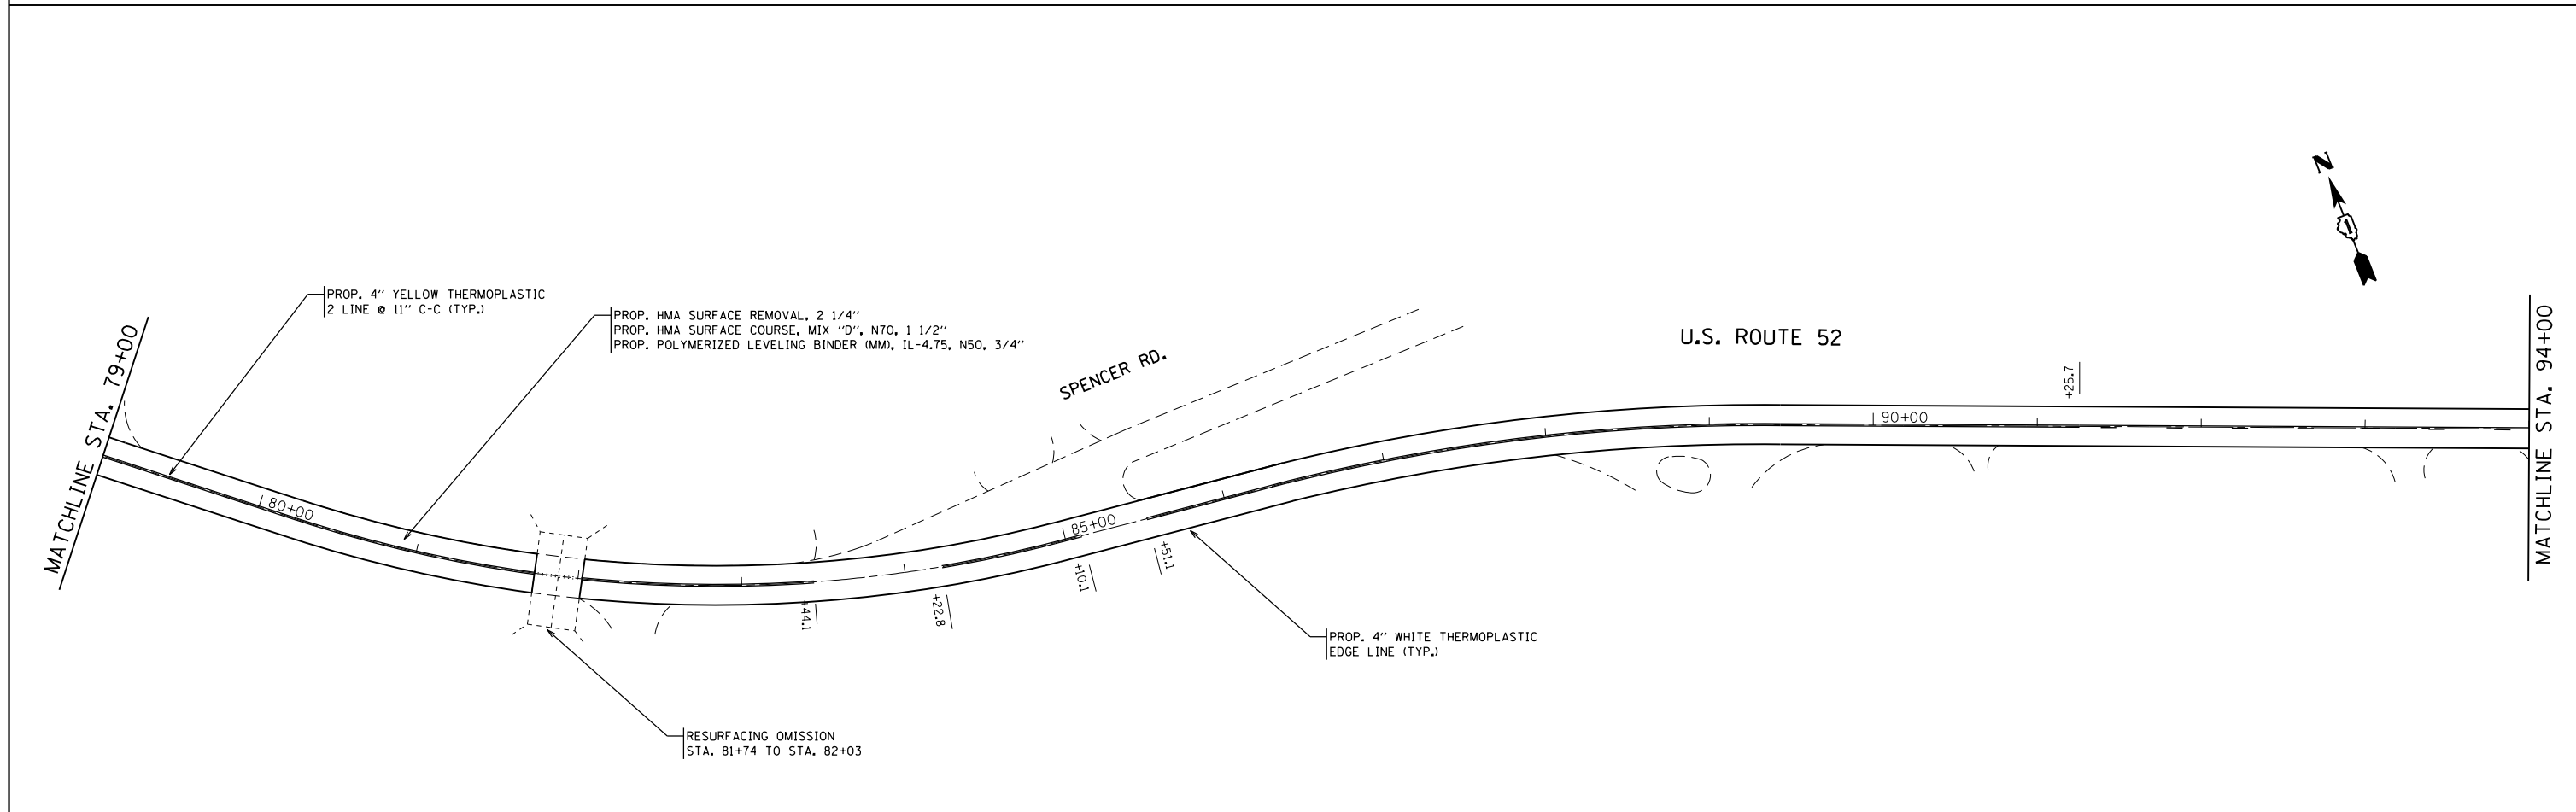 N
U.S. ROUTE 52
PROP. 4" YELLOW THERMOPLASTIC
2 LINE @ 11" C-C (TYP.)
PROP. HMA SURFACE REMOVAL, 2 1/4"
PROP. HMA SURFACE COURSE, MIX "D", N70, 1 1/2"
PROP. POLYMERIZED LEVELING BINDER (MM), IL-4.75, N50, 3/4"
SPENCER RD.
MATCHLINE STA. 79+00
MATCHLINE STA. 94+00
+25.7
90+00
80+00
85+00
+44.1
+22.8
+10.1
+51.1
PROP. 4" WHITE THERMOPLASTIC
EDGE LINE (TYP.)
RESURFACING OMISSION
STA. 81+74 TO STA. 82+03